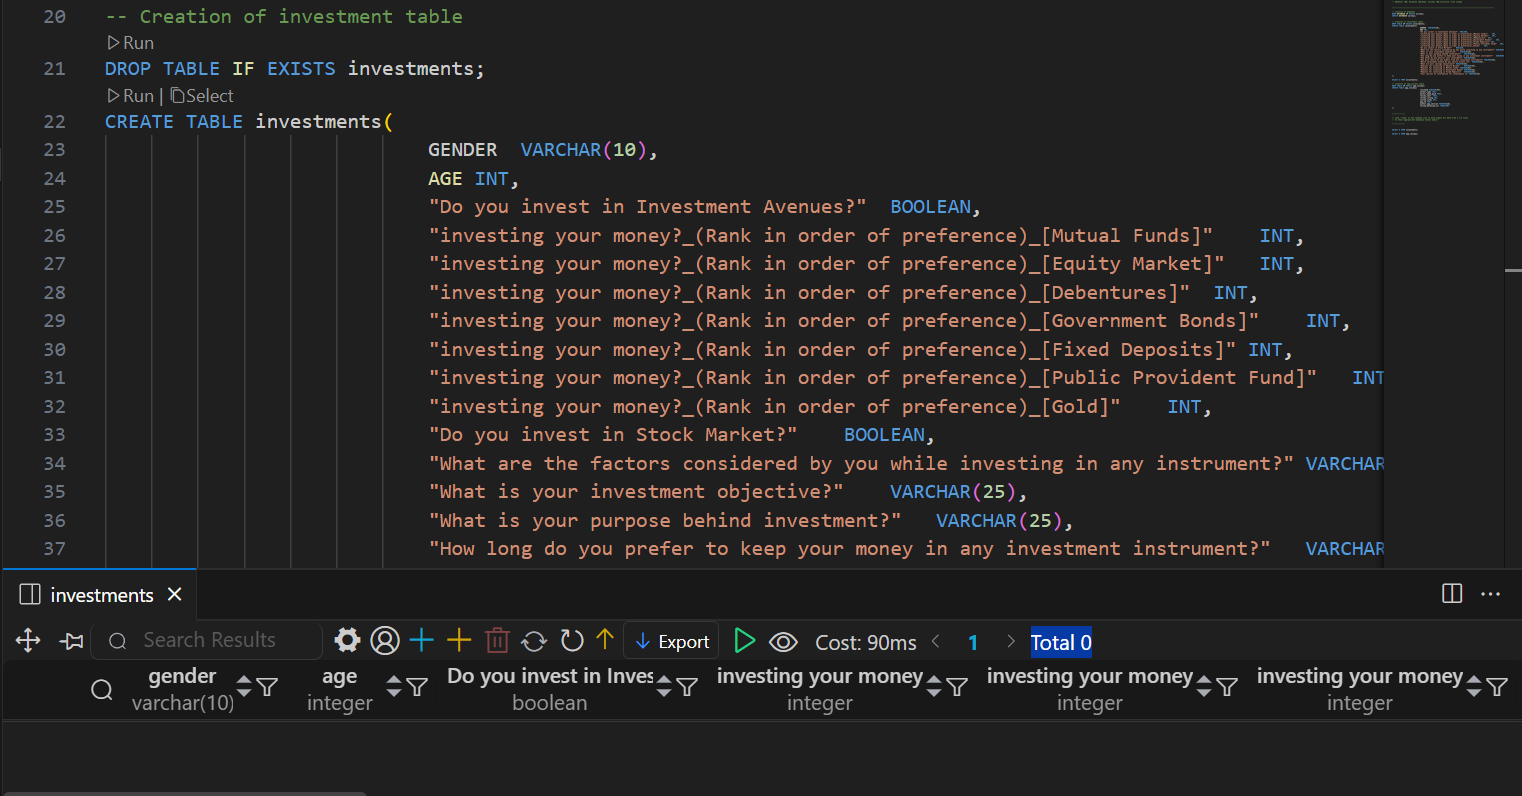 20 -- Creation of investment table
Run
21 DROP TABLE IF EXISTS investments;
Run | Select
22 CREATE TABLE investments(
23 GENDER VARCHAR(10),
24 AGE INT,
25 "Do you invest in Investment Avenues?" BOOLEAN,
26 "investing your money?_(Rank in order of preference)_[Mutual Funds]" INT,
27 "investing your money?_(Rank in order of preference)_[Equity Market]" INT,
28 "investing your money?_(Rank in order of preference)_[Debentures]" INT,
29 "investing your money?_(Rank in order of preference)_[Government Bonds]" INT,
30 "investing your money?_(Rank in order of preference)_[Fixed Deposits]" INT,
31 "investing your money?_(Rank in order of preference)_[Public Provident Fund]" INT
32 "investing your money?_(Rank in order of preference)_[Gold]" INT,
33 "Do you invest in Stock Market?" BOOLEAN,
34 "What are the factors considered by you while investing in any instrument?" VARCHAR
35 "What is your investment objective?" VARCHAR(25),
36 "What is your purpose behind investment?" VARCHAR(25),
37 "How long do you prefer to keep your money in any investment instrument?" VARCHAR
investments
Search Results Export Cost: 90ms 1 Total 0
gender age Do you invest in Inves investing your money investing your money investing your money
varchar(10) integer boolean integer integer integer